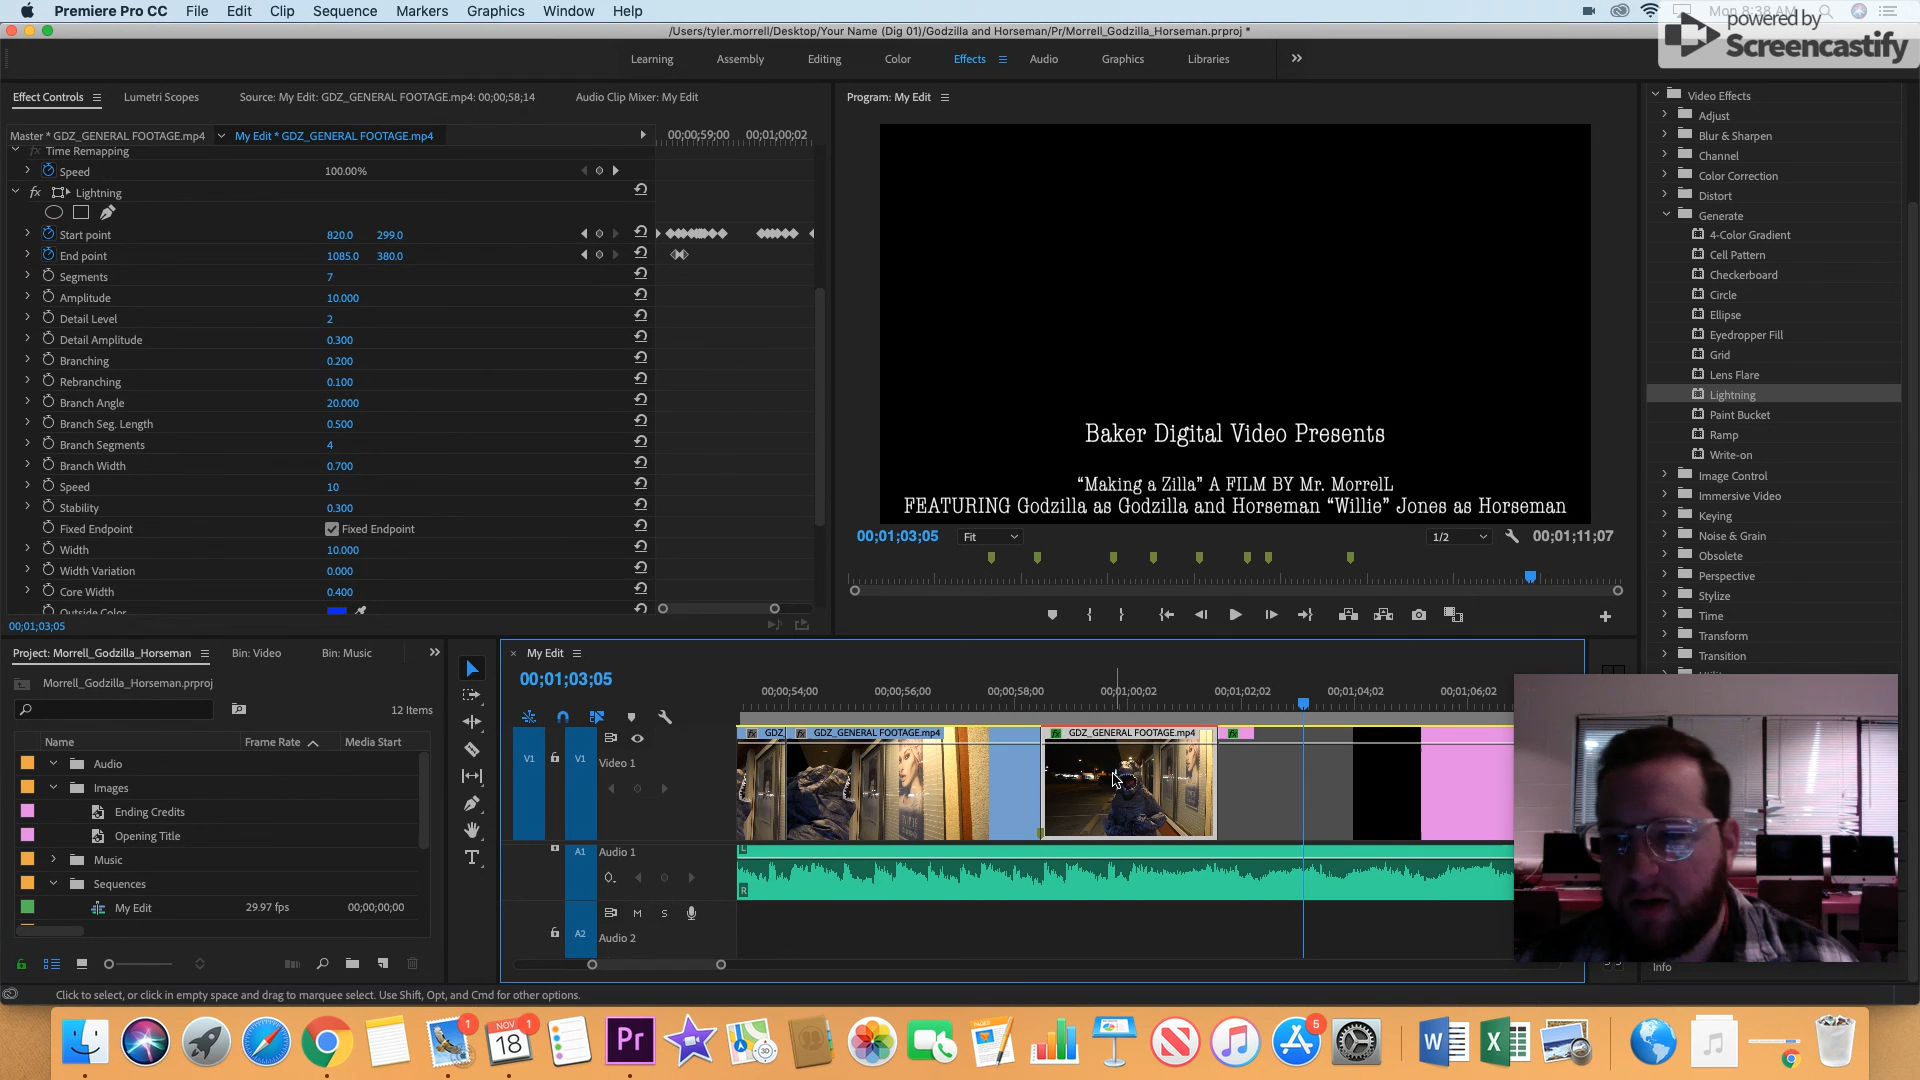 Premiere Pro CC File Edit Clip Sequence Markers Graphics Window Help
Mon 8:38 AM
powered by
Screencastify
/Users/tyler.morrell/Desktop/Your Name (Dig 01)/Godzilla and Horseman/Pr/Morrell_Godzilla_Horseman.prproj *
Learning Assembly Editing Color Effects Audio Graphics Libraries
Effect Controls Lumetri Scopes Source: My Edit: GDZ_GENERAL FOOTAGE.mp4: 00;00;58;14 Audio Clip Mixer: My Edit
Master * GDZ_GENERAL FOOTAGE.mp4 My Edit * GDZ_GENERAL FOOTAGE.mp4 00;00;59;00 00;01;00;02
Time Remapping
Speed 100.00%
fx Lightning
Start point 820.0 299.0
End point 1085.0 380.0
Segments 7
Amplitude 10.000
Detail Level 2
Detail Amplitude 0.300
Branching 0.200
Rebranching 0.100
Branch Angle 20.000
Branch Seg. Length 0.500
Branch Segments 4
Branch Width 0.700
Speed 10
Stability 0.300
Fixed Endpoint Fixed Endpoint
Width 10.000
Width Variation 0.000
Core Width 0.400
Outside Color
00;01;03;05
Program: My Edit
Baker Digital Video Presents
“Making a Zilla” A FILM BY Mr. MorrelL
FEATURING Godzilla as Godzilla and Horseman “Willie” Jones as Horseman
00;01;03;05 Fit 1/2 00;01;11;07
Video Effects
Adjust
Blur & Sharpen
Channel
Color Correction
Distort
Generate
4-Color Gradient
Cell Pattern
Checkerboard
Circle
Ellipse
Eyedropper Fill
Grid
Lens Flare
Lightning
Paint Bucket
Ramp
Write-on
Image Control
Immersive Video
Keying
Noise & Grain
Obsolete
Perspective
Stylize
Time
Transform
Transition
Info
Project: Morrell_Godzilla_Horseman Bin: Video Bin: Music
Morrell_Godzilla_Horseman.prproj
12 Items
Name Frame Rate Media Start
Audio
Images
Ending Credits
Opening Title
Music
Sequences
My Edit 29.97 fps 00;00;00;00
× My Edit
00;01;03;05
00;00;54;00 00;00;56;00 00;00;58;00 00;01;00;02 00;01;02;02 00;01;04;02 00;01;06;02
V1 V1 Video 1
fx GDZ fx GDZ_GENERAL FOOTAGE.mp4 fx GDZ_GENERAL FOOTAGE.mp4 fx
A1 Audio 1
L
R
M S
A2 Audio 2
Click to select, or click in empty space and drag to marquee select. Use Shift, Opt, and Cmd for other options.
1 NOV 18 1 Pr 3D 5 W X